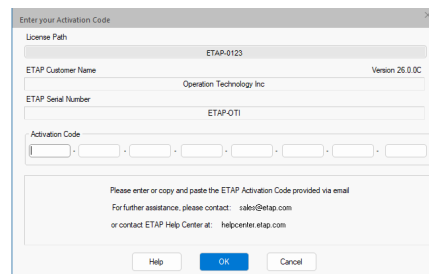 Enter your Activation Code
License Path
ETAP-0123
ETAP Customer Name Version 26.0.0C
Operation Technology Inc
ETAP Serial Number
ETAP-OTI
Activation Code
- - - - - - -
Please enter or copy and paste the ETAP Activation Code provided via email
For further assistance, please contact: sales@etap.com
or contact ETAP Help Center at: helpcenter.etap.com
Help OK Cancel